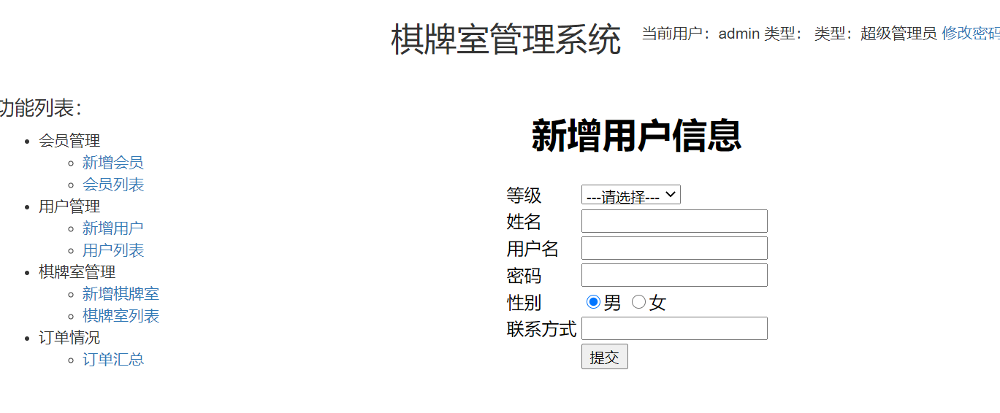 棋牌室管理系统
当前用户：admin 类型： 类型：超级管理员 修改密码
功能列表：
会员管理
新增会员
会员列表
用户管理
新增用户
用户列表
棋牌室管理
新增棋牌室
棋牌室列表
订单情况
订单汇总
新增用户信息
等级 ---请选择---
姓名
用户名
密码
性别 男 女
联系方式
提交